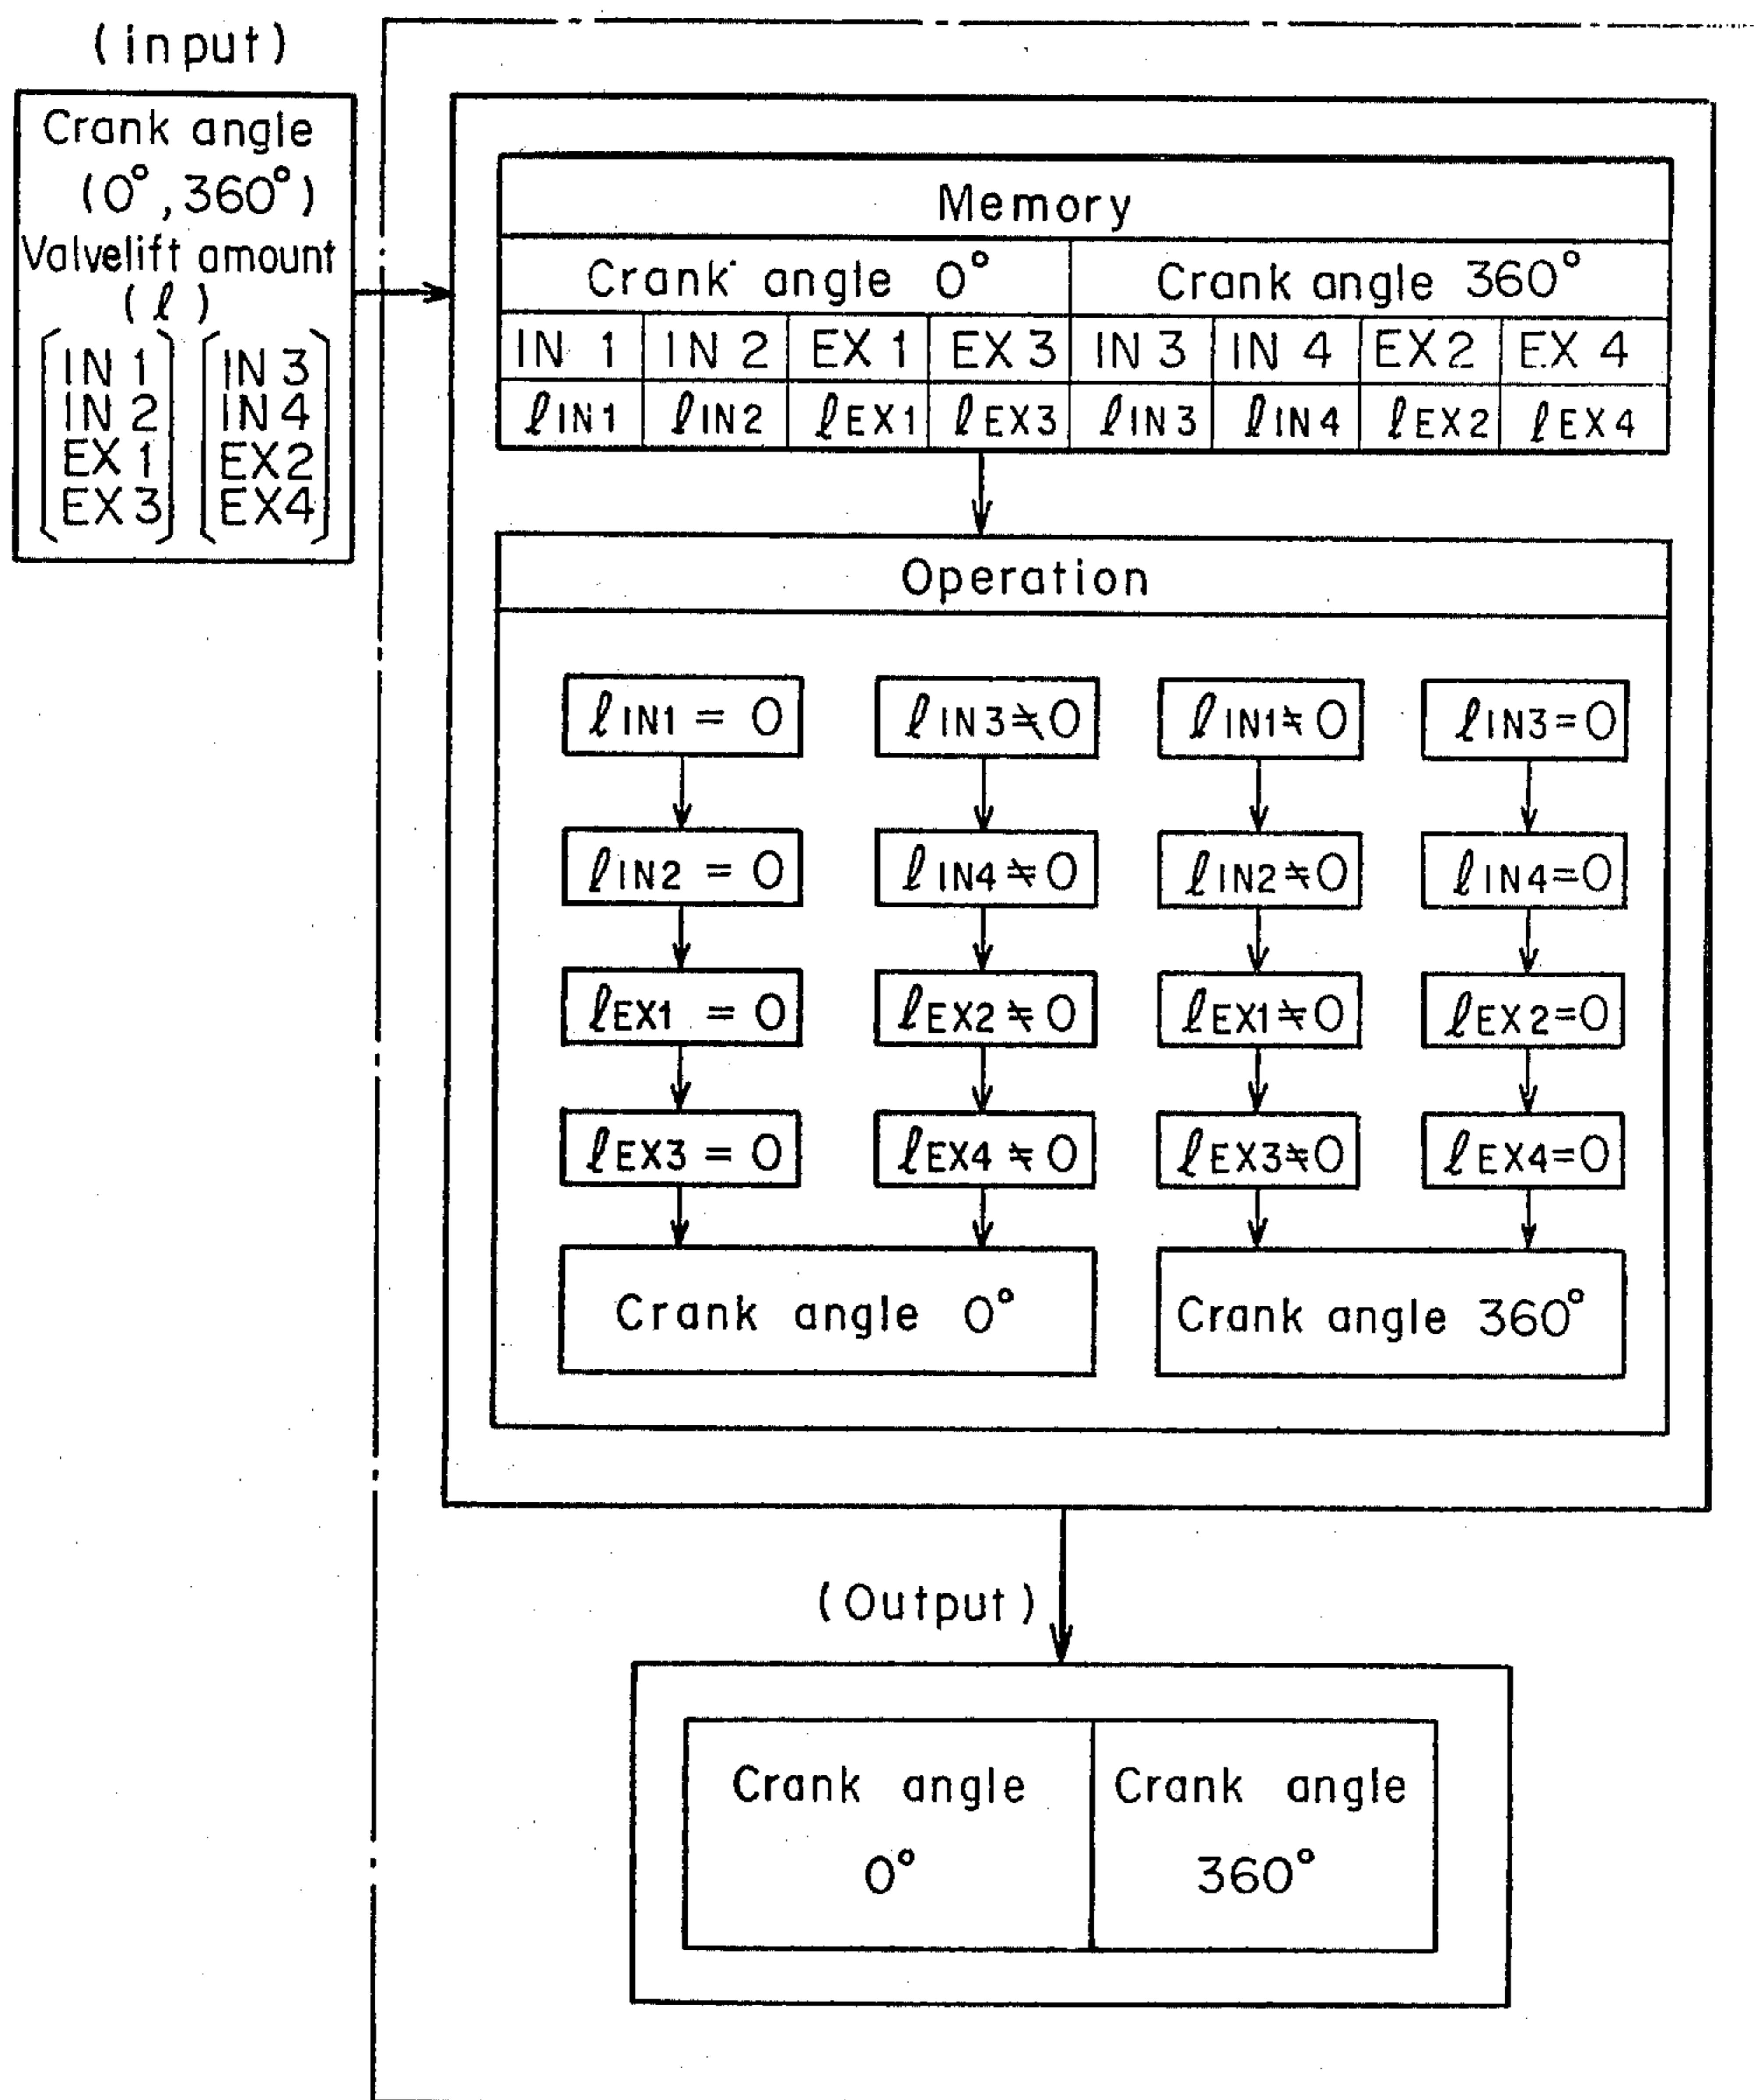 (input)
Crank angle
(0°, 360°)
Valvelift amount
(ℓ)
IN 1 IN 3
IN 2 IN 4
EX 1 EX2
EX 3 EX4
Memory
Crank angle 0° Crank angle 360°
IN 1 IN 2 EX 1 EX 3 IN 3 IN 4 EX2 EX 4
ℓIN1 ℓIN2 ℓEX1 ℓEX3 ℓIN3 ℓIN4 ℓEX2 ℓEX4
Operation
ℓIN1 = 0 ℓIN3≒0 ℓIN1≒0 ℓIN3=0
ℓIN2 = 0 ℓIN4≒0 ℓIN2≒0 ℓIN4=0
ℓEX1 = 0 ℓEX2≒0 ℓEX1≒0 ℓEX2=0
ℓEX3 = 0 ℓEX4≒0 ℓEX3≒0 ℓEX4=0
Crank angle 0° Crank angle 360°
(Output)
Crank angle Crank angle
0° 360°